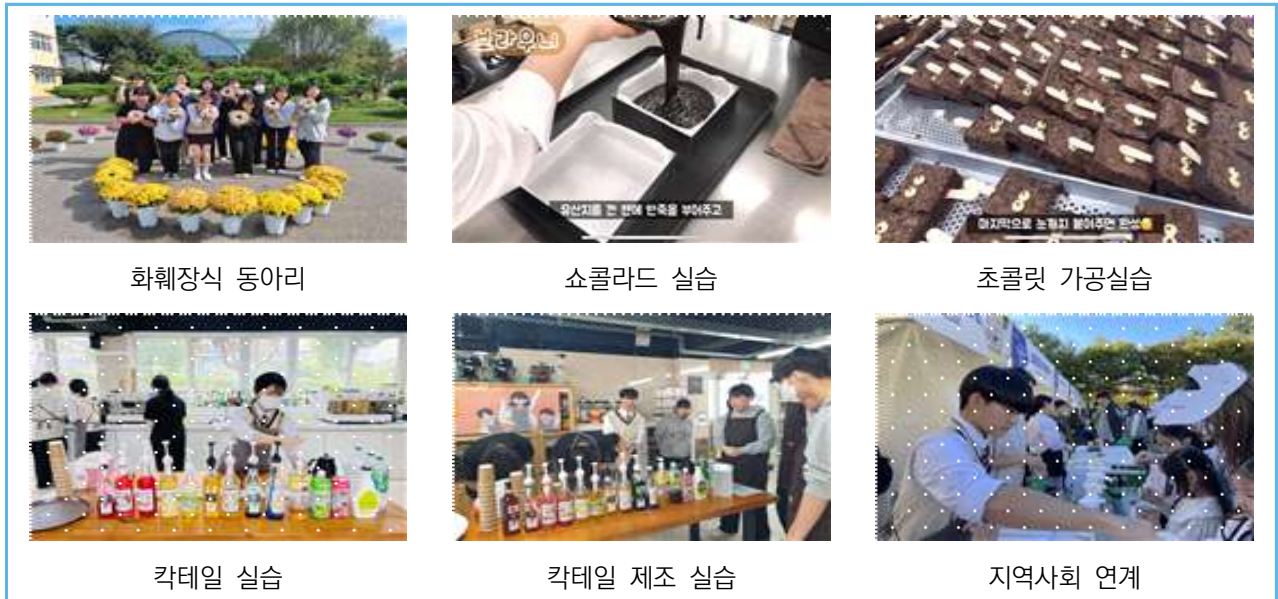 브라우니
유산지를 깐 팬에 반죽을 부어주고
마지막으로 눈까지 붙여주면 완성
화훼장식 동아리
쇼콜라드 실습
초콜릿 가공실습
칵테일 실습
칵테일 제조 실습
지역사회 연계